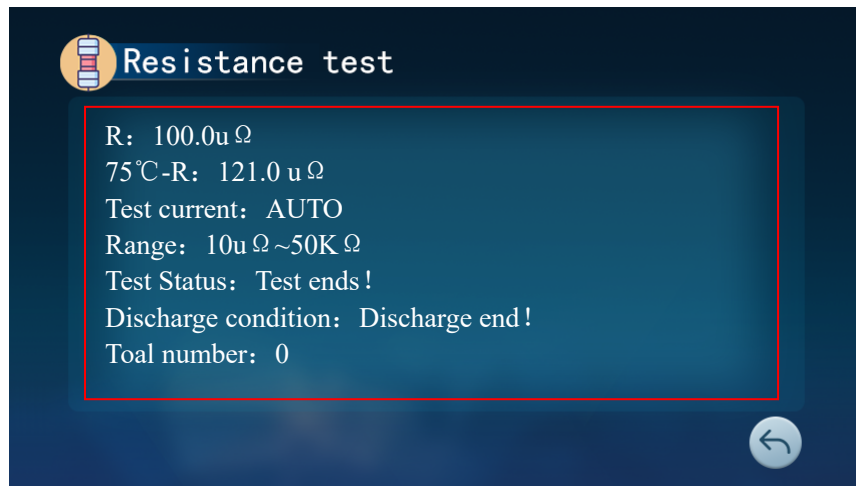 Resistance test
R：100.0uΩ
75℃-R：121.0 uΩ
Test current：AUTO
Range：10uΩ~50KΩ
Test Status：Test ends！
Discharge condition：Discharge end！
Toal number：0